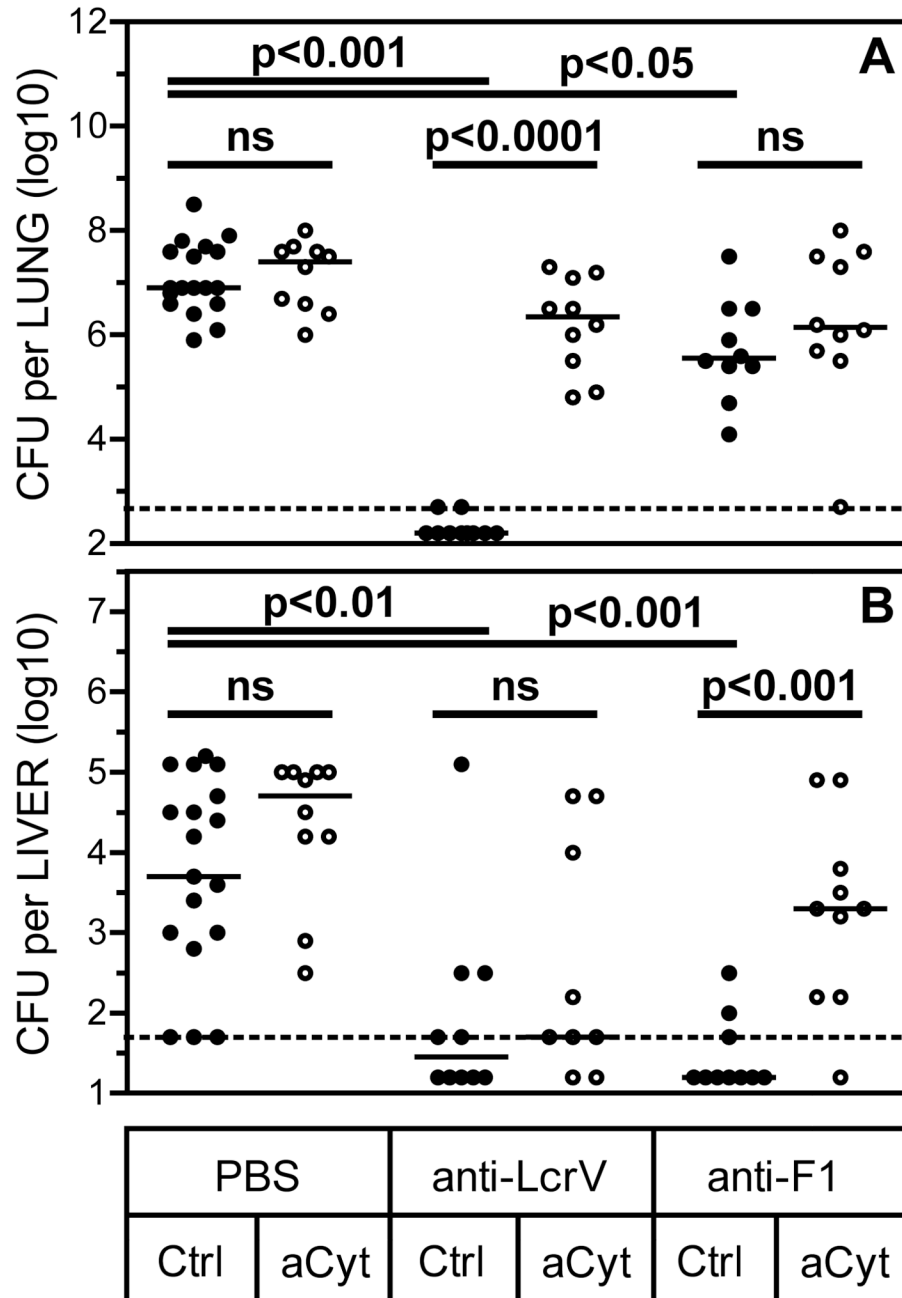 12
A
p<0.001
p<0.05
10
ns
p<0.0001
ns
8
6
4
2
CFU per LUNG (log10)
B
7
p<0.01
p<0.001
6
ns
ns
p<0.001
5
4
3
2
1
CFU per LIVER (log10)
PBS anti-LcrV anti-F1
Ctrl aCyt Ctrl aCyt Ctrl aCyt